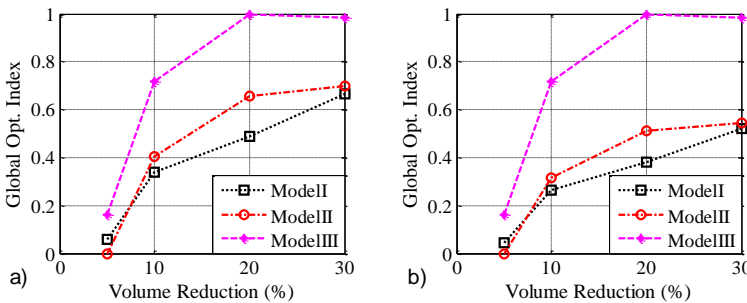 Global Opt. Index
1
0.8
0.6
0.4
0.2
0
0 10 20 30
Volume Reduction (%)
ModelI
ModelII
ModelIII
a)
Global Opt. Index
1
0.8
0.6
0.4
0.2
0
0 10 20 30
Volume Reduction (%)
ModelI
ModelII
ModelIII
b)